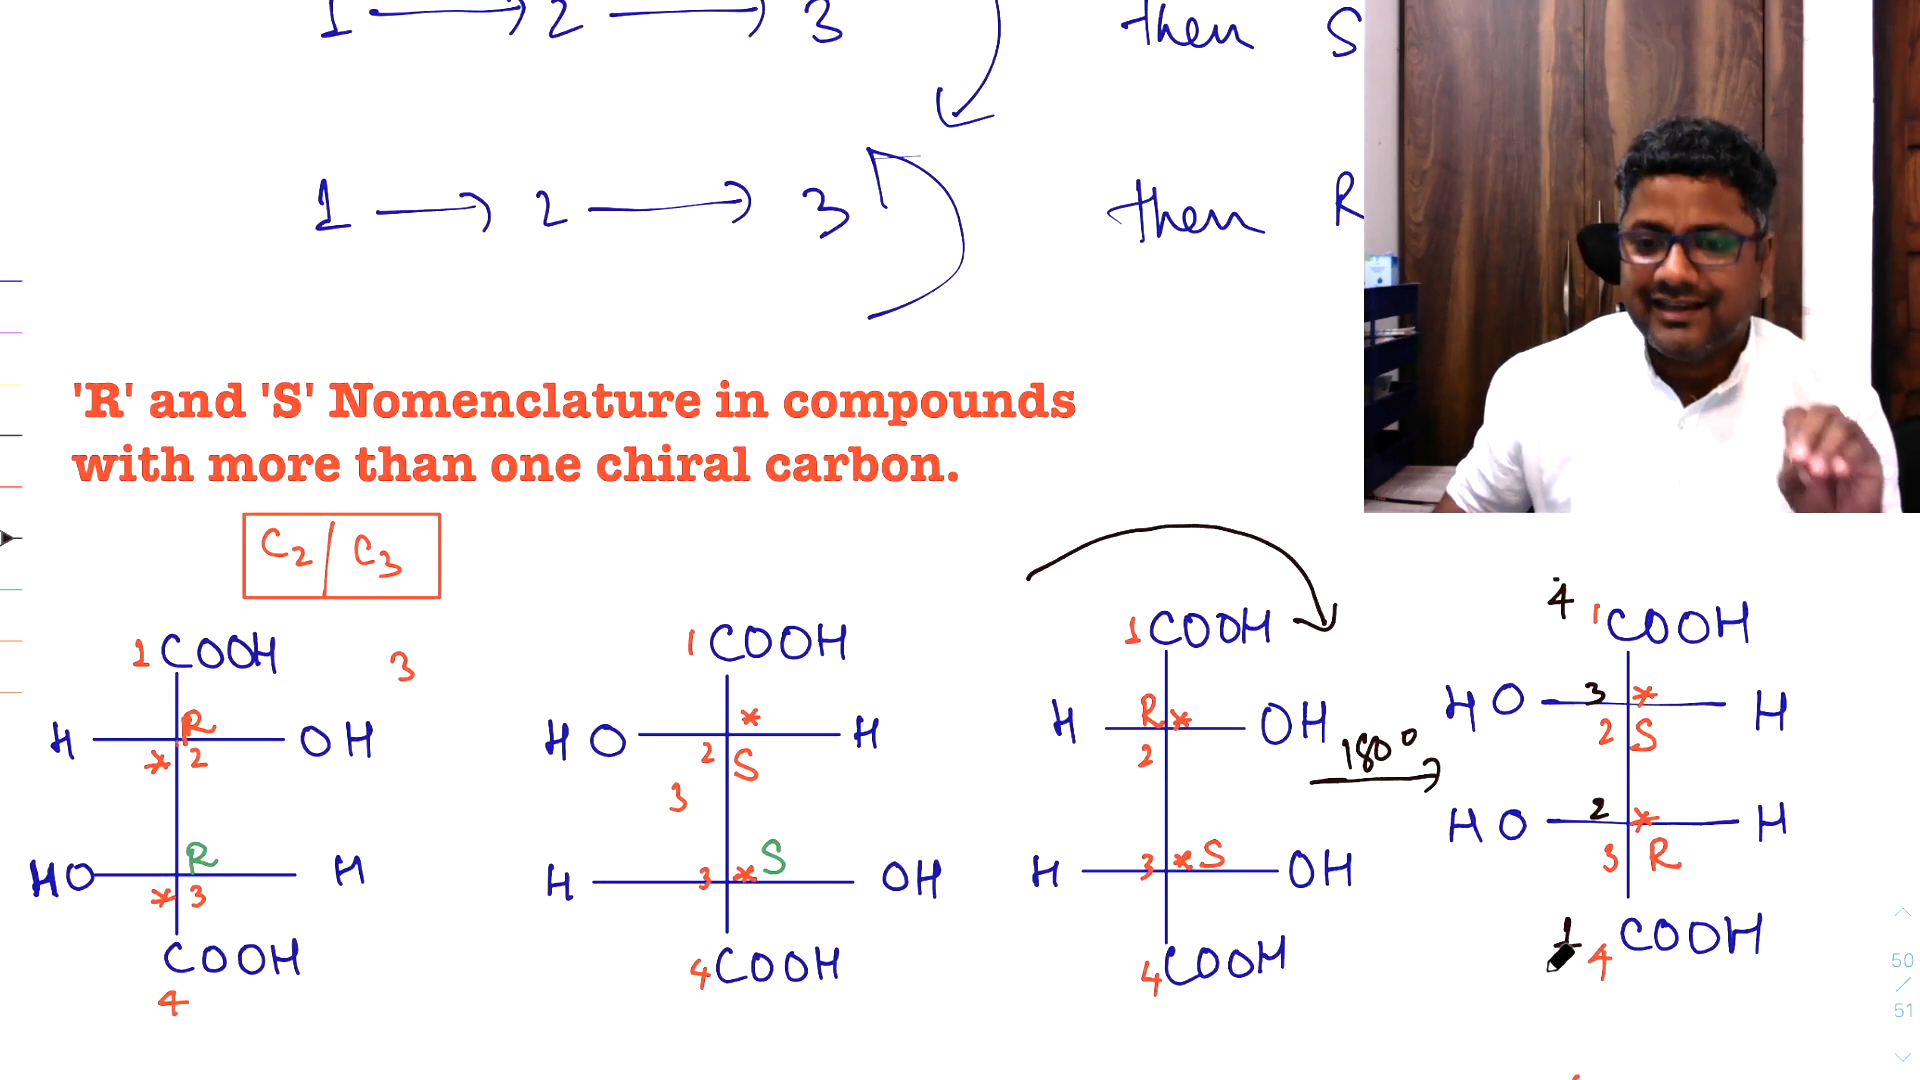 1 → 2 → 3 then S
1 → 2 → 3 then R
'R' and 'S' Nomenclature in compounds
with more than one chiral carbon.
C2 / C3
1 COOH 3
H R OH
* 2
HO R H
* 3
COOH
4
1 COOH
HO * H
2 S
3
H 3 * S OH
4 COOH
1 COOH
H R * OH
2
H 3 * S OH
4 COOH
180°
4 1 COOH
HO 3 * H
2 S
HO 2 * H
3 R
1 4 COOH
50
/
51